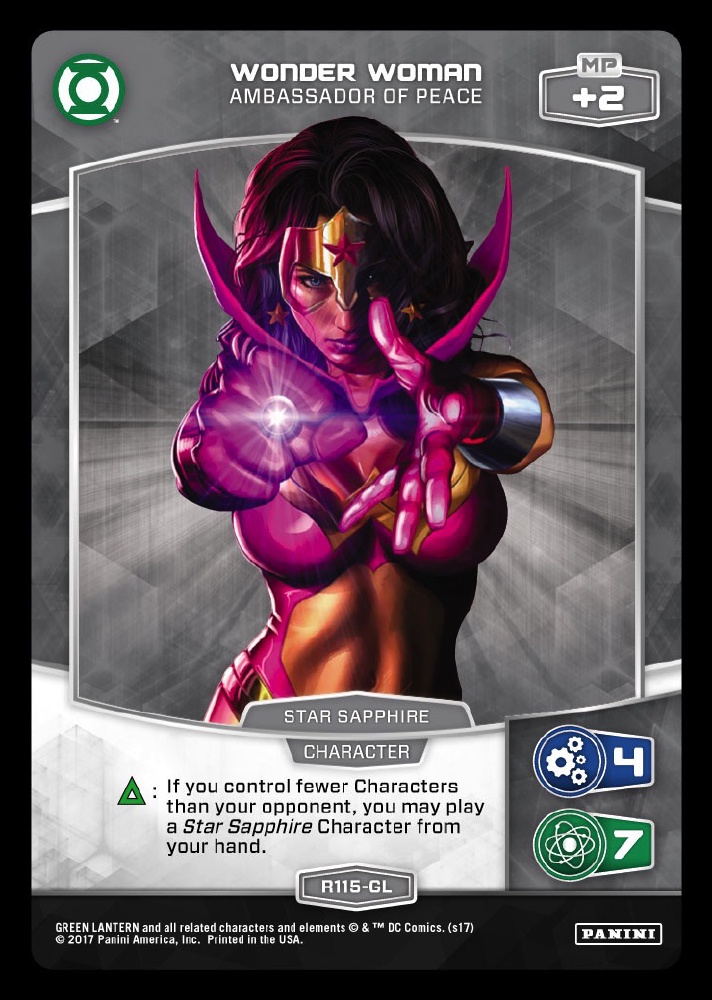 WONDER WOMAN
AMBASSADOR OF PEACE
MP
+2
STAR SAPPHIRE
CHARACTER
: If you control fewer Characters
than your opponent, you may play
a Star Sapphire Character from
your hand.
4
7
R115-GL
GREEN LANTERN and all related characters and elements © & ™ DC Comics. (s17)
© 2017 Panini America, Inc. Printed in the USA.
PANINI